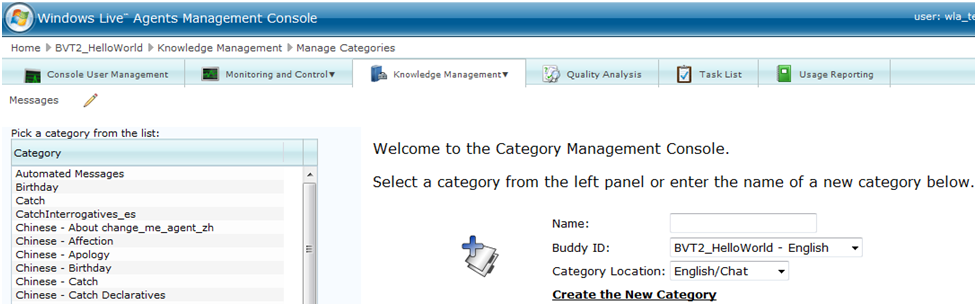 Windows Live™ Agents Management Console
user: wla_te
Home BVT2_HelloWorld Knowledge Management Manage Categories
Console User Management Monitoring and Control Knowledge Management Quality Analysis Task List Usage Reporting
Messages
Pick a category from the list:
Category
Automated Messages
Birthday
Catch
CatchInterrogatives_es
Chinese - About change_me_agent_zh
Chinese - Affection
Chinese - Apology
Chinese - Birthday
Chinese - Catch
Chinese - Catch Declaratives
Welcome to the Category Management Console.
Select a category from the left panel or enter the name of a new category below.
Name:
Buddy ID: BVT2_HelloWorld - English
Category Location: English/Chat
Create the New Category